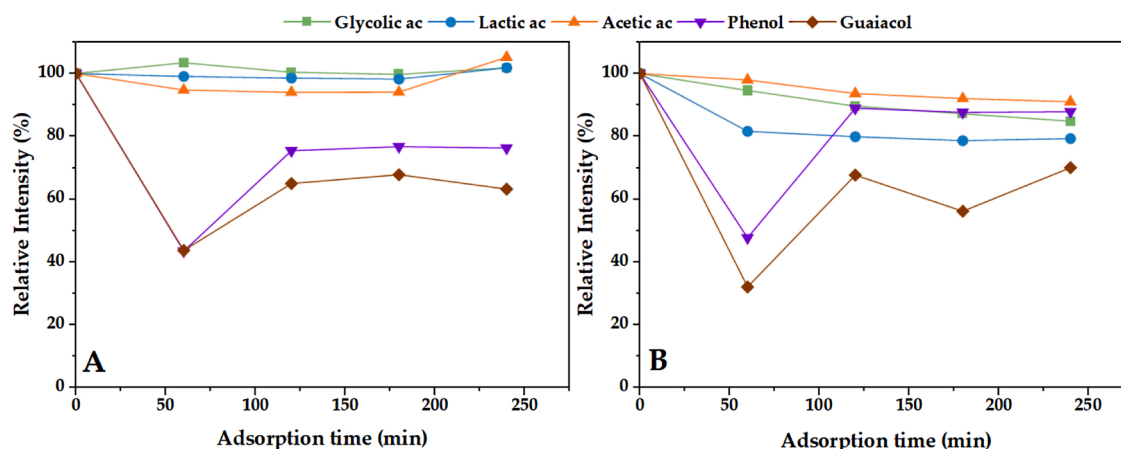 Glycolic ac Lactic ac Acetic ac Phenol Guaiacol
Relative Intensity (%)
100
80
60
40
20
0
A
0 50 100 150 200 250
Adsorption time (min)
Relative Intensity (%)
100
80
60
40
20
0
B
0 50 100 150 200 250
Adsorption time (min)